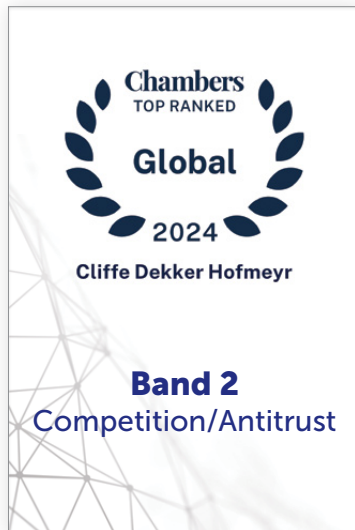 Chambers
TOP RANKED
Global
2024
Cliffe Dekker Hofmeyr
Band 2
Competition/Antitrust